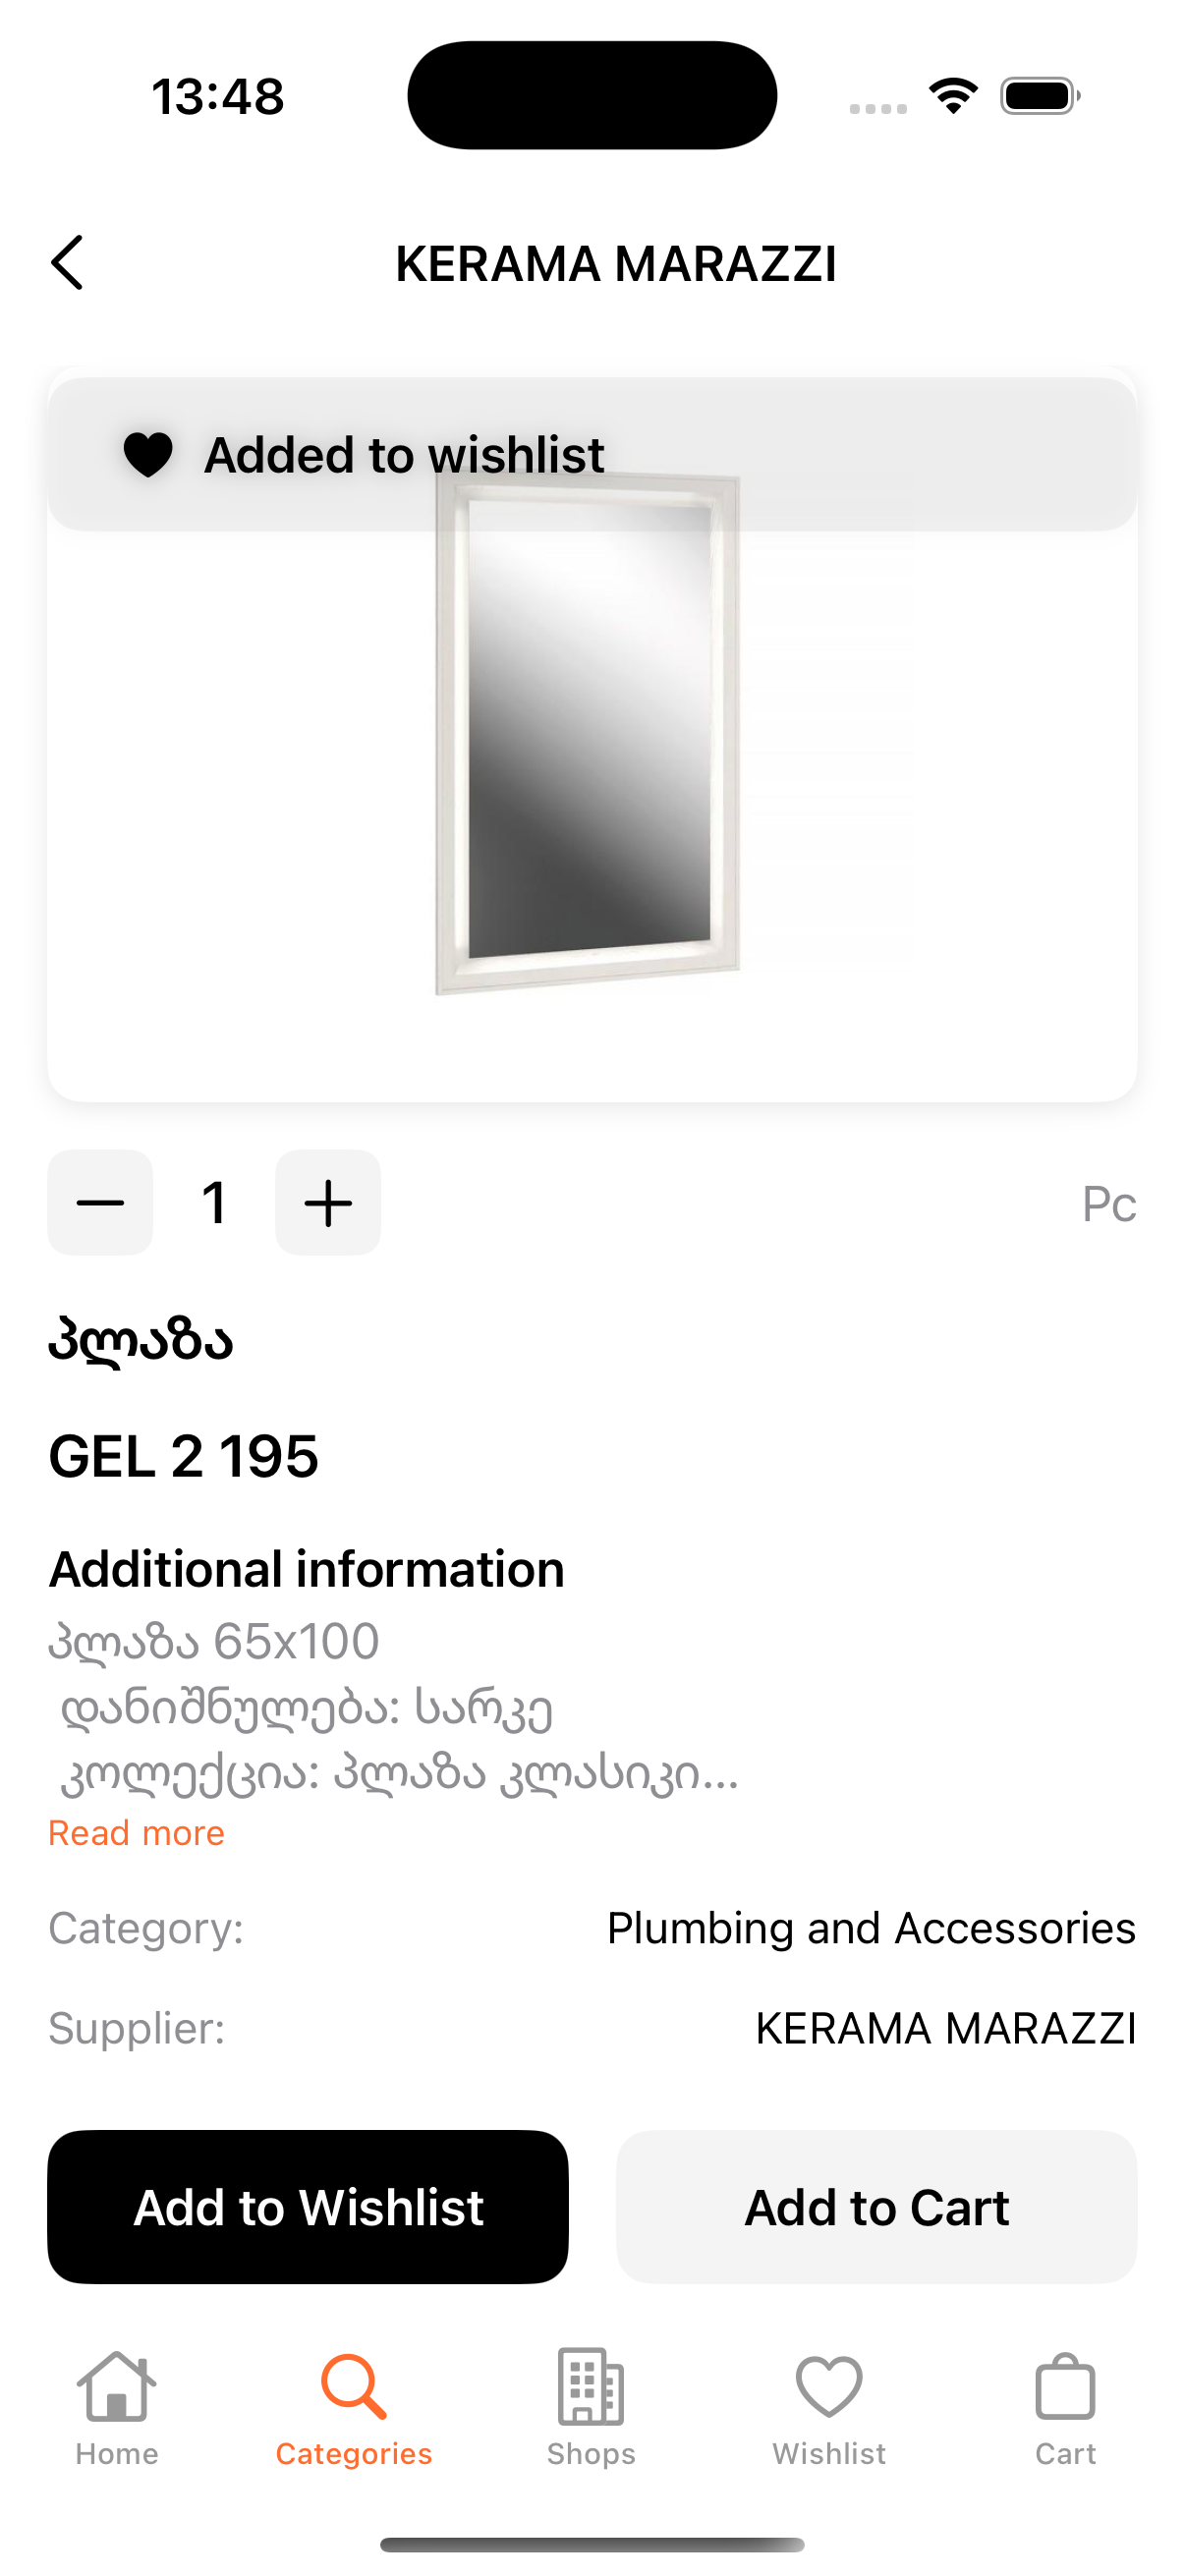 13:48
KERAMA MARAZZI
Added to wishlist
1
Pc
პლაზა
GEL 2 195
Additional information
პლაზა 65x100
დანიშნულება: სარკე
კოლექცია: პლაზა კლასიკი...
Read more
Category: Plumbing and Accessories
Supplier: KERAMA MARAZZI
Add to Wishlist Add to Cart
Home Categories Shops Wishlist Cart